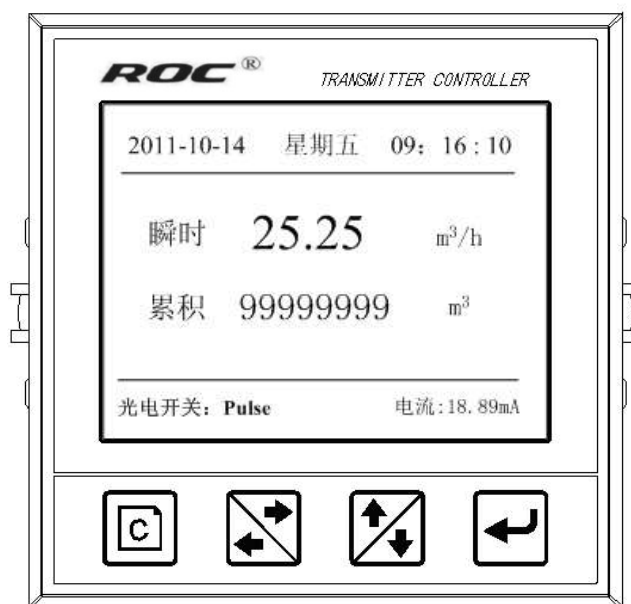 ROC ®
TRANSMITTER CONTROLLER
2011-10-14 星期五 09: 16 : 10
瞬时 25.25 m³/h
累积 99999999 m³
光电开关: Pulse 电流:18.89mA
C